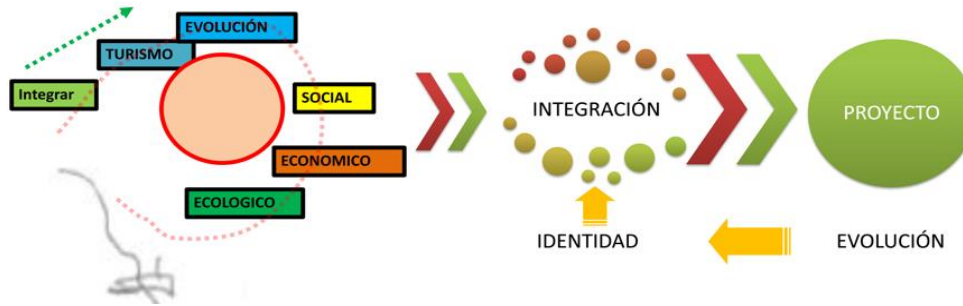 EVOLUCIÓN
TURISMO
Integrar
SOCIAL
ECONOMICO
ECOLOGICO
INTEGRACIÓN
IDENTIDAD
PROYECTO
EVOLUCIÓN